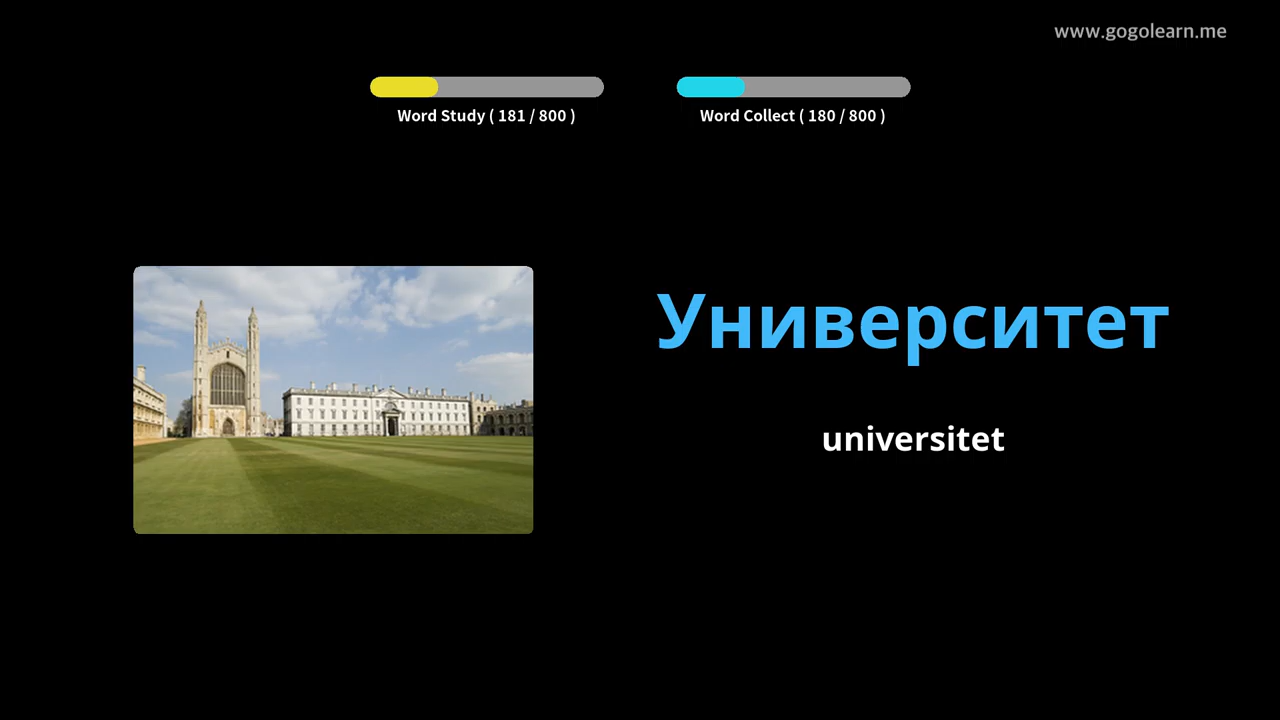 www.gogolearn.me
Word Study ( 181 / 800 )
Word Collect ( 180 / 800 )
Университет
universitet